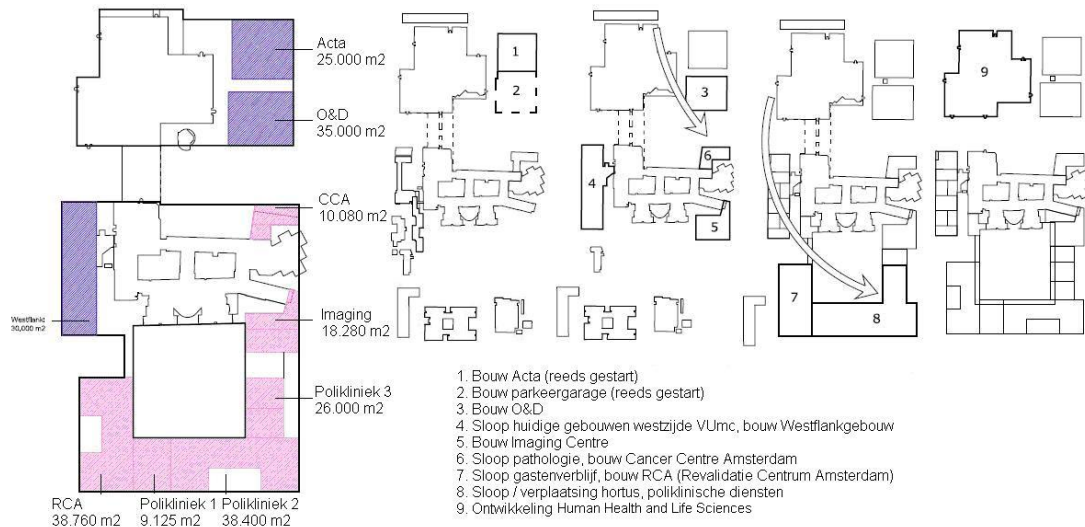 Acta
25.000 m2
O&D
35.000 m2
CCA
10.080 m2
Westflank
30,000 m2
Imaging
18.280 m2
Polikliniek 3
26.000 m2
RCA
38.760 m2
Polikliniek 1
9.125 m2
Polikliniek 2
38.400 m2
1
2
3
4
5
6
7
8
9
1. Bouw Acta (reeds gestart)
2. Bouw parkeergarage (reeds gestart)
3. Bouw O&D
4. Sloop huidige gebouwen westzijde VUmc, bouw Westflankgebouw
5. Bouw Imaging Centre
6. Sloop pathologie, bouw Cancer Centre Amsterdam
7. Sloop gastenverblijf, bouw RCA (Revalidatie Centrum Amsterdam)
8. Sloop / verplaatsing hortus, poliklinische diensten
9. Ontwikkeling Human Health and Life Sciences